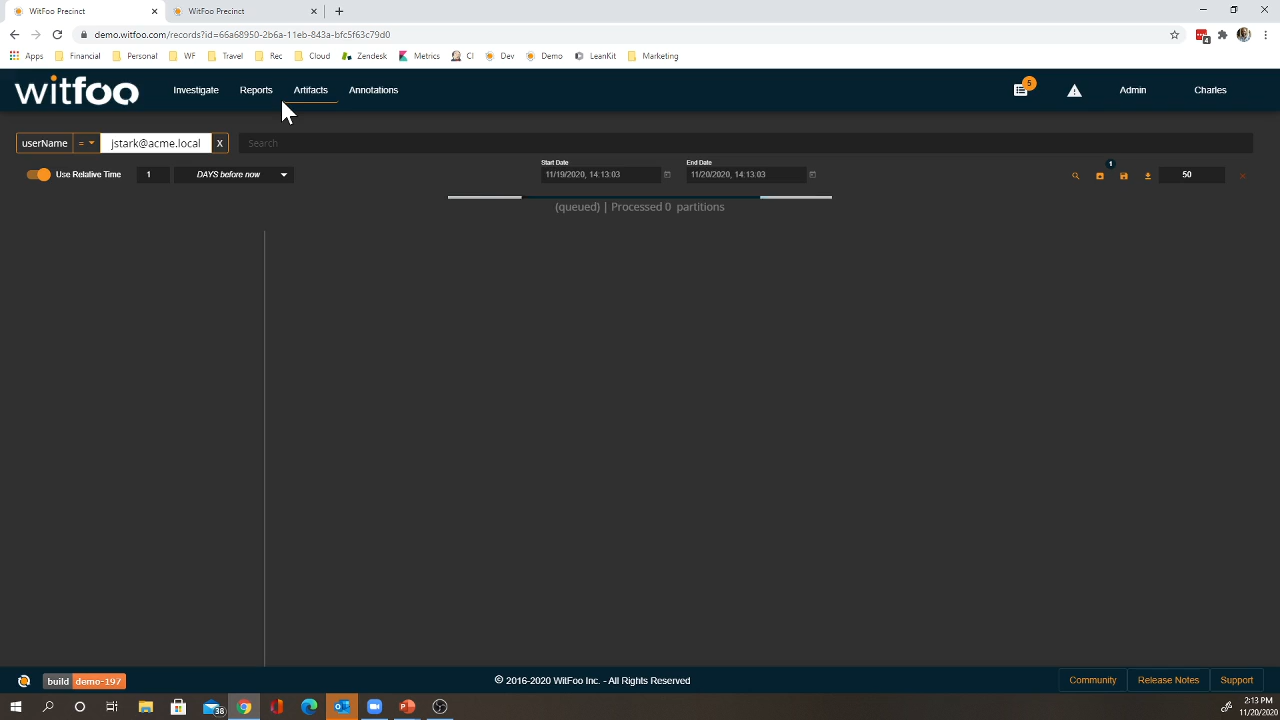 WitFoo Precinct
WitFoo Precinct
demo.witfoo.com/records?id=66a68950-2b6a-11eb-843a-bfc5f63c79d0
4
Apps Financial Personal WF Travel Rec Cloud Zendesk Metrics CI Dev Demo LeanKit Marketing
witfoo Investigate Reports Artifacts Annotations 5 Admin Charles
userName = jstark@acme.local X Search
Use Relative Time 1 DAYS before now
Start Date
11/19/2020, 14:13:03
End Date
11/20/2020, 14:13:03
1
50
(queued) | Processed 0 partitions
build demo-197
© 2016-2020 WitFoo Inc. - All Rights Reserved
Community Release Notes Support
38
2:13 PM
11/20/2020